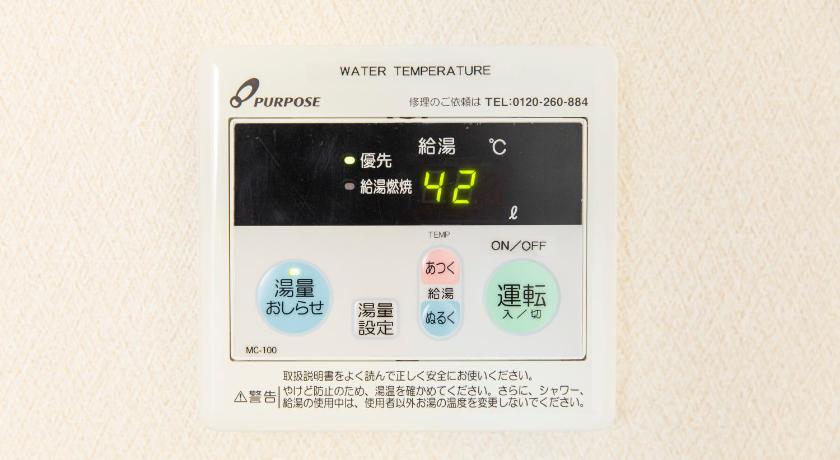 WATER TEMPERATURE
PURPOSE
修理のご依頼は TEL:0120-260-884
給湯 ℃
優先
給湯燃焼
42
ℓ
TEMP
ON/OFF
あつく
湯量
おしらせ
給湯
運転
入/切
湯量
設定
ぬるく
MC-100
取扱説明書をよく読んで正しく安全にお使いください。
⚠警告
やけど防止のため、湯温を確かめてください。さらに、シャワー、
給湯の使用中は、使用者以外お湯の温度を変更しないでください。